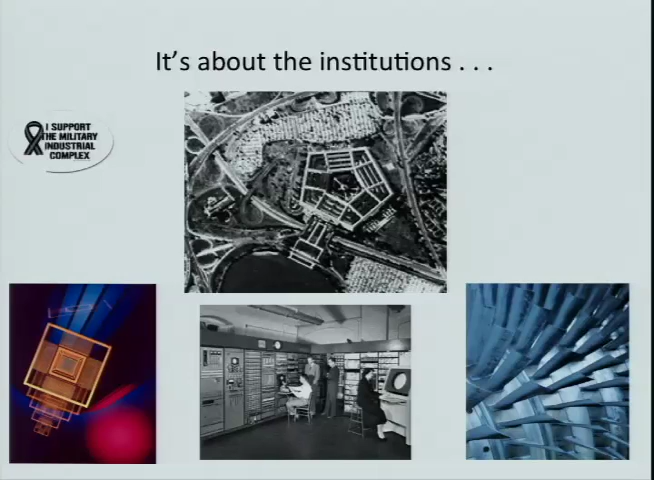 It's about the institutions . . .
I SUPPORT
THE MILITARY
INDUSTRIAL
COMPLEX